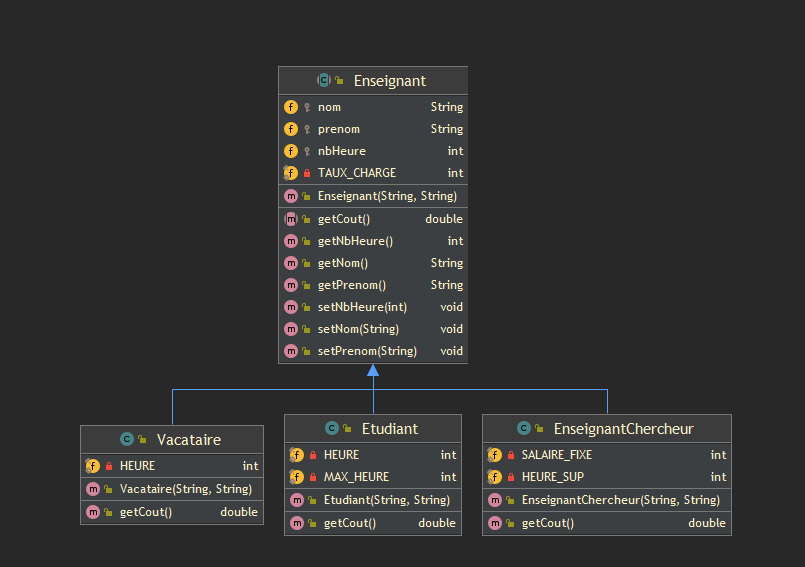 Enseignant
nom String
prenom String
nbHeure int
TAUX_CHARGE int
Enseignant(String, String)
getCout() double
getNbHeure() int
getNom() String
getPrenom() String
setNbHeure(int) void
setNom(String) void
setPrenom(String) void
Vacataire
HEURE int
Vacataire(String, String)
getCout() double
Etudiant
HEURE int
MAX_HEURE int
Etudiant(String, String)
getCout() double
EnseignantChercheur
SALAIRE_FIXE int
HEURE_SUP int
EnseignantChercheur(String, String)
getCout() double